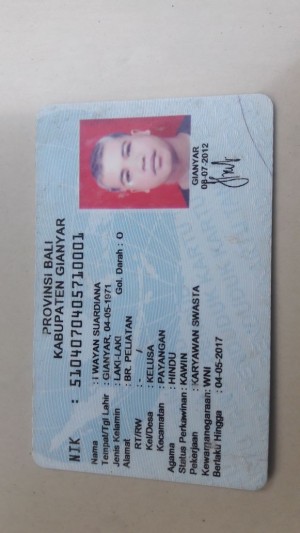 PROVINSI BALI
KABUPATEN GIANYAR
NIK : 5104070405710001
Nama : I WAYAN SUARDIANA
Tempat/Tgl Lahir : GIANYAR, 04-05-1971
Jenis Kelamin : LAKI-LAKI Gol. Darah : O
Alamat : BR. PELIATAN
RT/RW : - / -
Kel/Desa : KELUSA
Kecamatan : PAYANGAN
Agama : HINDU
Status Perkawinan : KAWIN
Pekerjaan : KARYAWAN SWASTA
Kewarganegaraan: WNI
Berlaku Hingga : 04-05-2017
GIANYAR
08-07-2012